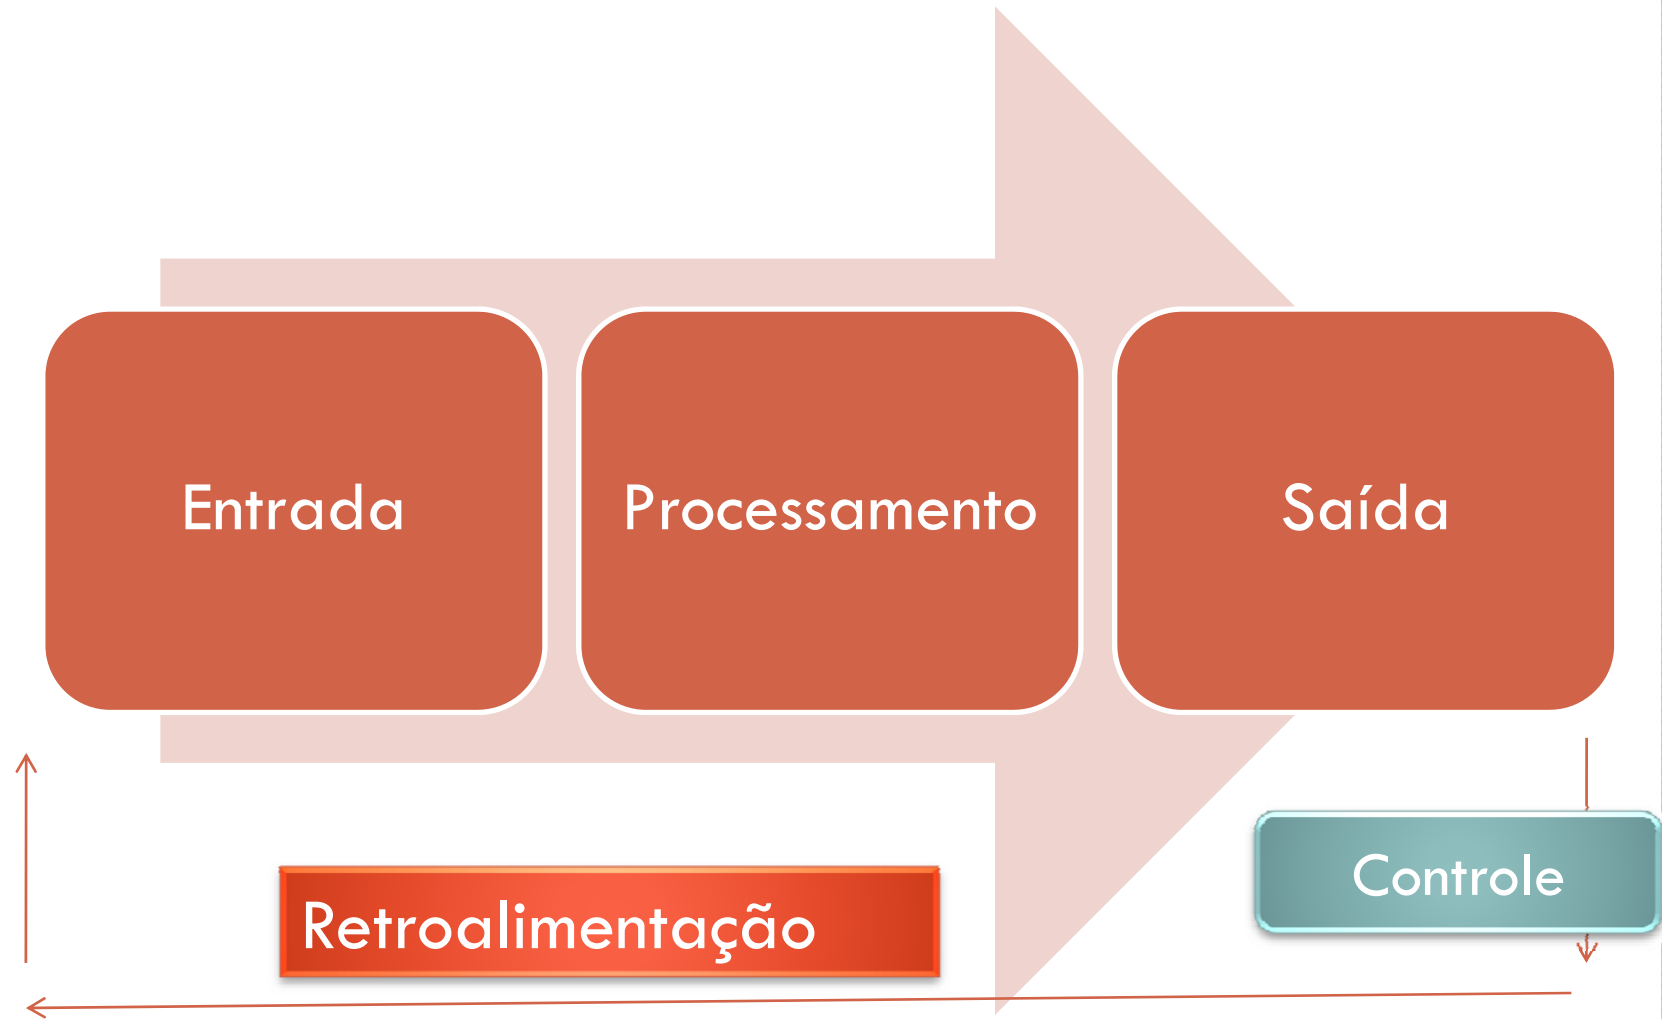 Entrada
Processamento
Saída
Controle
Retroalimentação